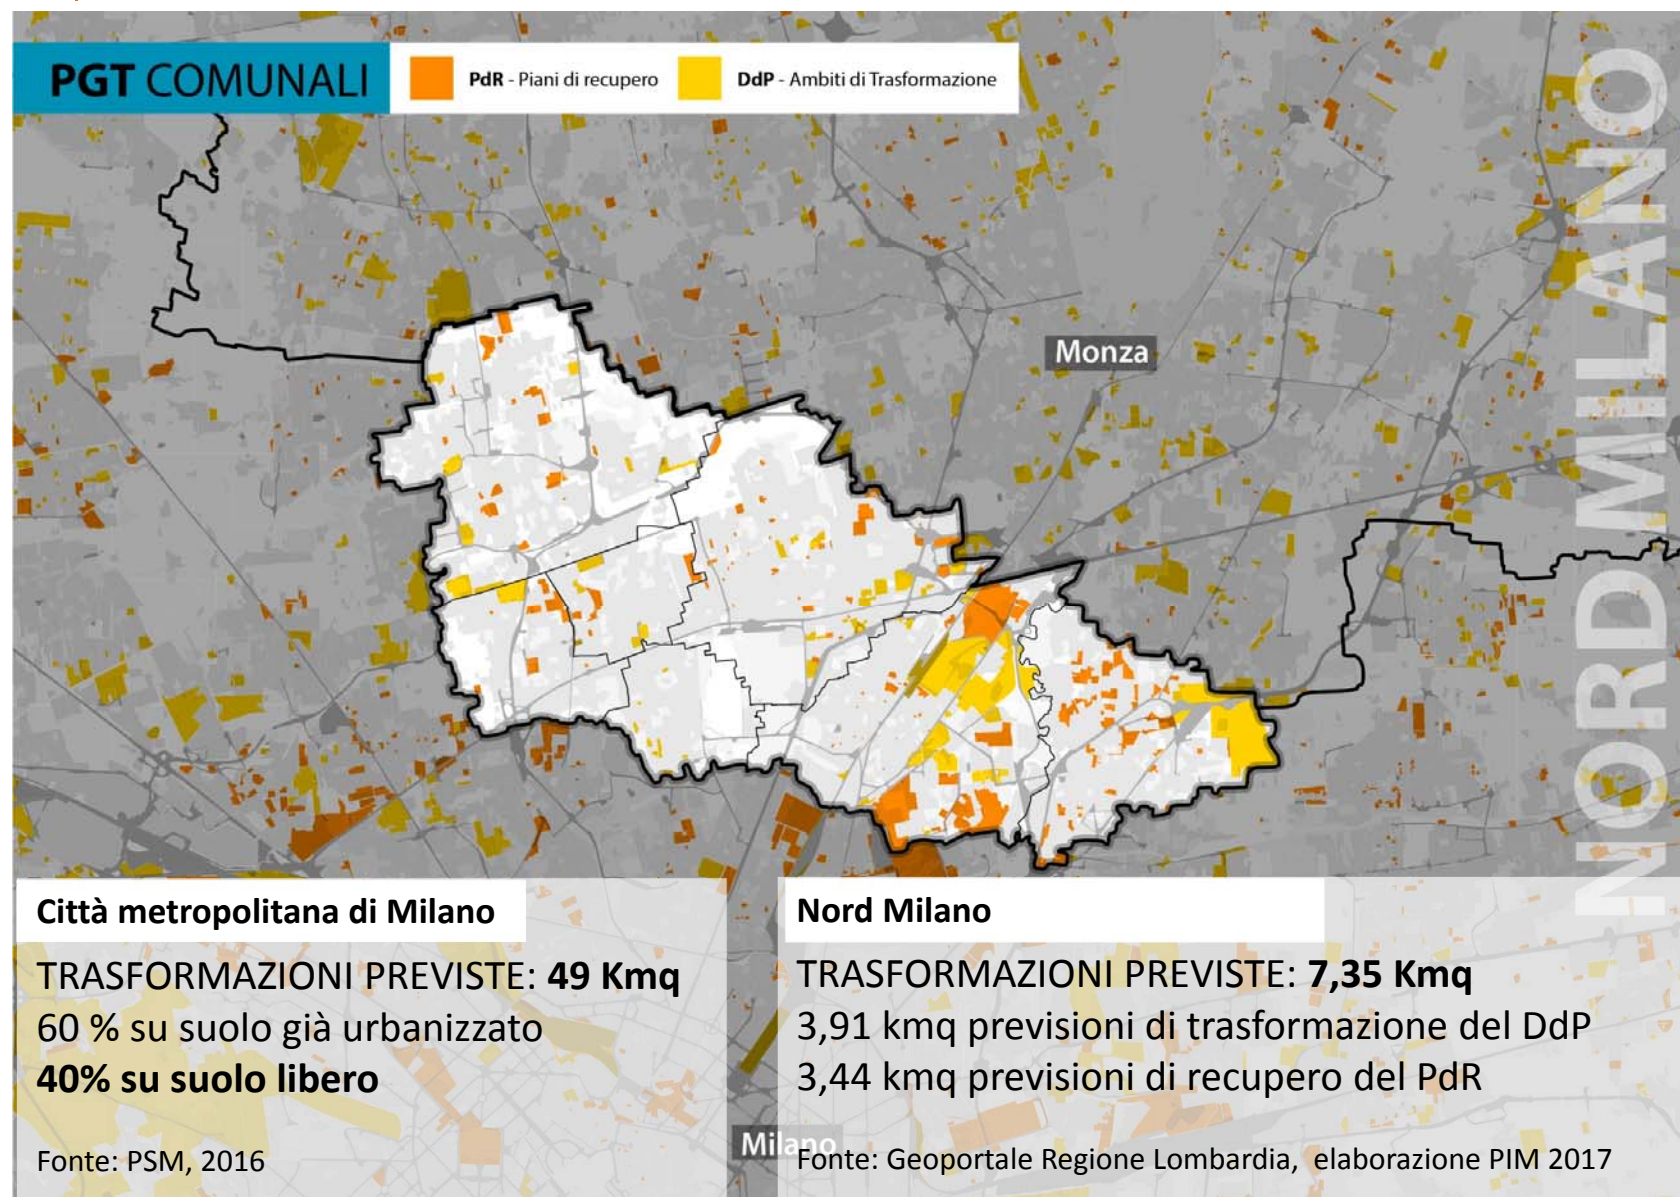 PGT COMUNALI
PdR - Piani di recupero
DdP - Ambiti di Trasformazione
NORD MILANO
Monza
Città metropolitana di Milano
TRASFORMAZIONI PREVISTE: 49 Kmq
60 % su suolo già urbanizzato
40% su suolo libero
Fonte: PSM, 2016
Milano
Nord Milano
TRASFORMAZIONI PREVISTE: 7,35 Kmq
3,91 kmq previsioni di trasformazione del DdP
3,44 kmq previsioni di recupero del PdR
Fonte: Geoportale Regione Lombardia, elaborazione PIM 2017